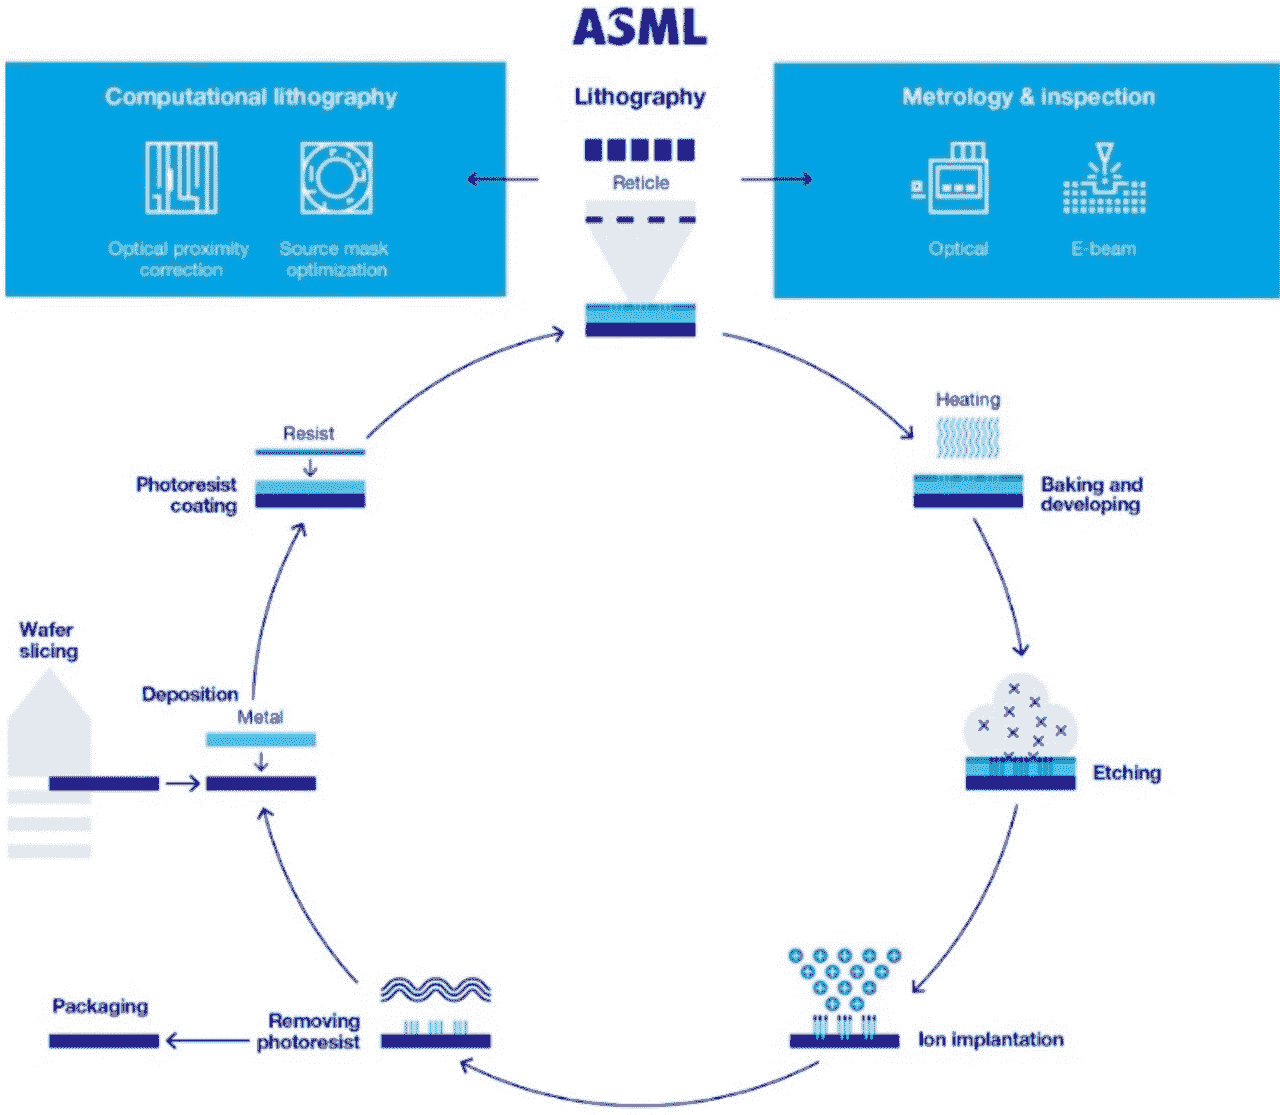 ASML
Computational lithography
Optical proximity
correction
Source mask
optimization
Lithography
Reticle
Metrology & inspection
Optical
E-beam
Heating
Baking and
developing
Resist
Photoresist
coating
Wafer
slicing
Deposition
Metal
Etching
Ion implantation
Removing
photoresist
Packaging